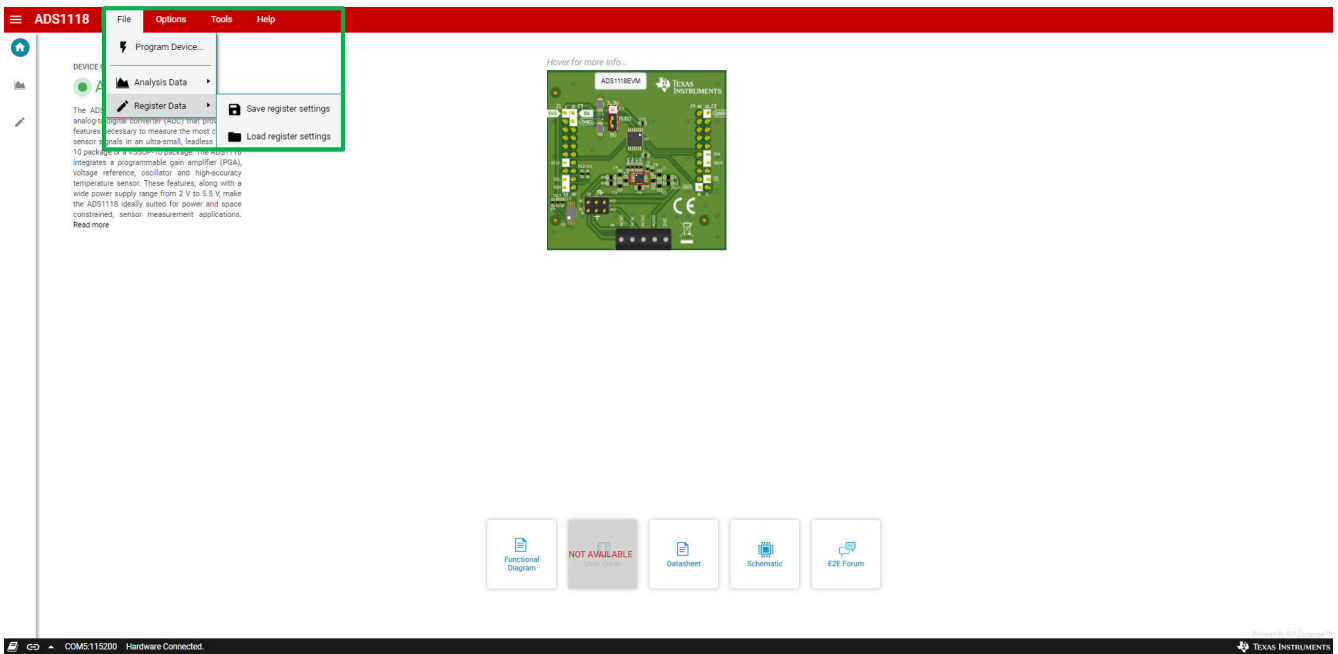 ADS1118
File
Options
Tools
Help
Program Device...
Analysis Data
Register Data
Save register settings
Load register settings
DEVICE
The ADS
analog-to-digital converter (ADC) that prov
features necessary to measure the most c
sensor signals in an ultra-small, leadless
10 package or a VSSOP-10 package. The ADS1118
integrates a programmable gain amplifier (PGA),
voltage reference, oscillator and high-accuracy
temperature sensor. These features, along with a
wide power supply range from 2 V to 5.5 V, make
the ADS1118 ideally suited for power and space
constrained, sensor measurement applications.
Read more
Hover for more info...
ADS1118EVM
TEXAS
INSTRUMENTS
CE
Functional
Diagram
NOT AVAILABLE
User Guide
Datasheet
Schematic
E2E Forum
Powered By GUI Composer™
COM5:115200
Hardware Connected.
TEXAS INSTRUMENTS